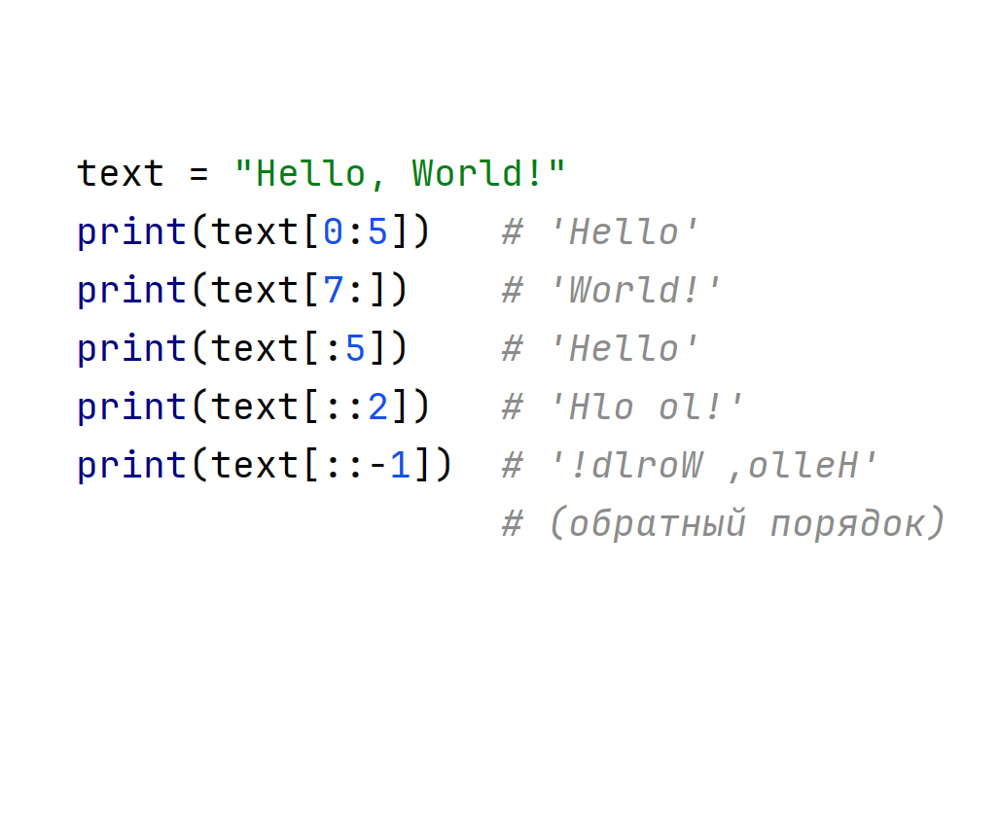 text = "Hello, World!"
print(text[0:5])   # 'Hello'
print(text[7:])    # 'World!'
print(text[:5])    # 'Hello'
print(text[::2])   # 'Hlo ol!'
print(text[::-1])  # '!dlroW ,olleH'
# (обратный порядок)